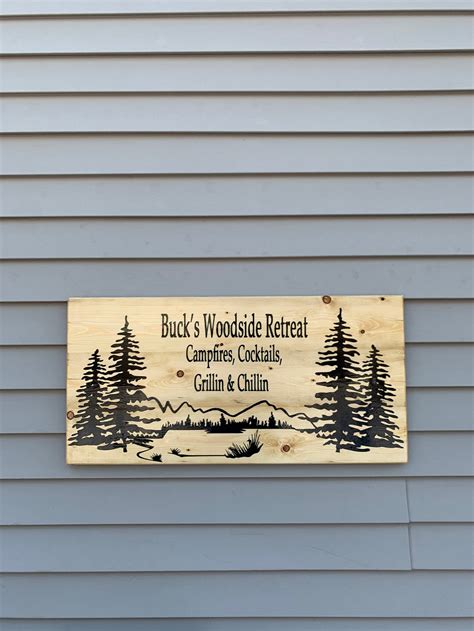 Buck's Woodside Retreat
Campfires, Cocktails,
Grillin & Chillin